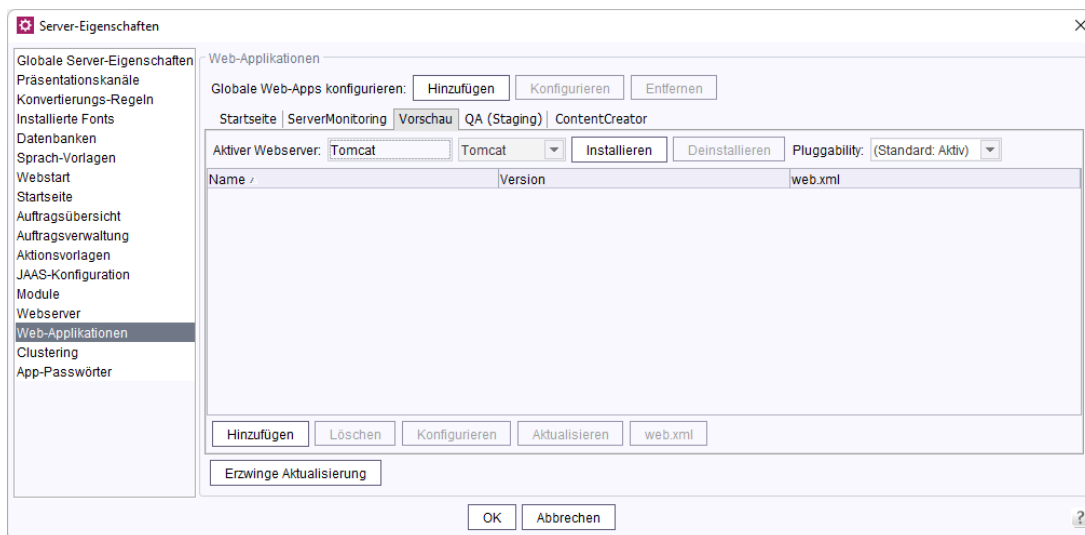 Server-Eigenschaften
Globale Server-Eigenschaften
Präsentationskanäle
Konvertierungs-Regeln
Installierte Fonts
Datenbanken
Sprach-Vorlagen
Webstart
Startseite
Auftragsübersicht
Auftragsverwaltung
Aktionsvorlagen
JAAS-Konfiguration
Module
Webserver
Web-Applikationen
Clustering
App-Passwörter
Web-Applikationen
Globale Web-Apps konfigurieren: Hinzufügen Konfigurieren Entfernen
Startseite ServerMonitoring Vorschau QA (Staging) ContentCreator
Aktiver Webserver: Tomcat Tomcat Installieren Deinstallieren Pluggability: (Standard: Aktiv)
Name Version web.xml
Hinzufügen Löschen Konfigurieren Aktualisieren web.xml
Erzwinge Aktualisierung
OK Abbrechen
?